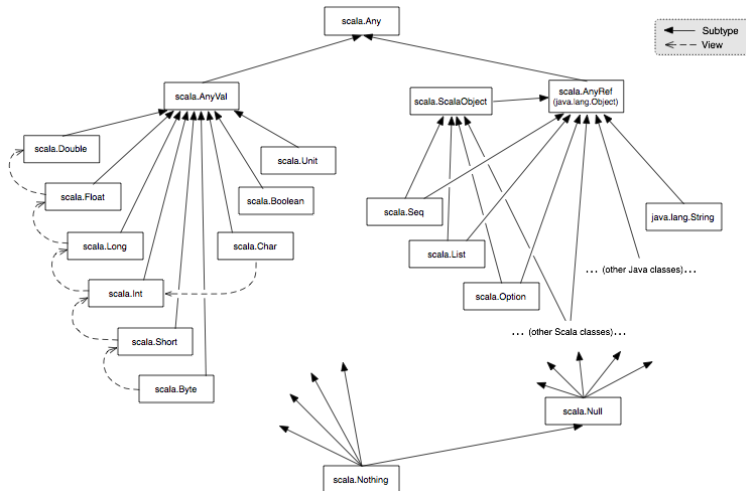 scala.Any
Subtype
View
scala.AnyVal
scala.ScalaObject
scala.AnyRef
(java.lang.Object)
scala.Double
scala.Unit
scala.Float
scala.Boolean
scala.Seq
java.lang.String
scala.Long
scala.Char
scala.List
... (other Java classes)...
scala.Int
scala.Option
scala.Short
... (other Scala classes)...
scala.Byte
scala.Null
scala.Nothing